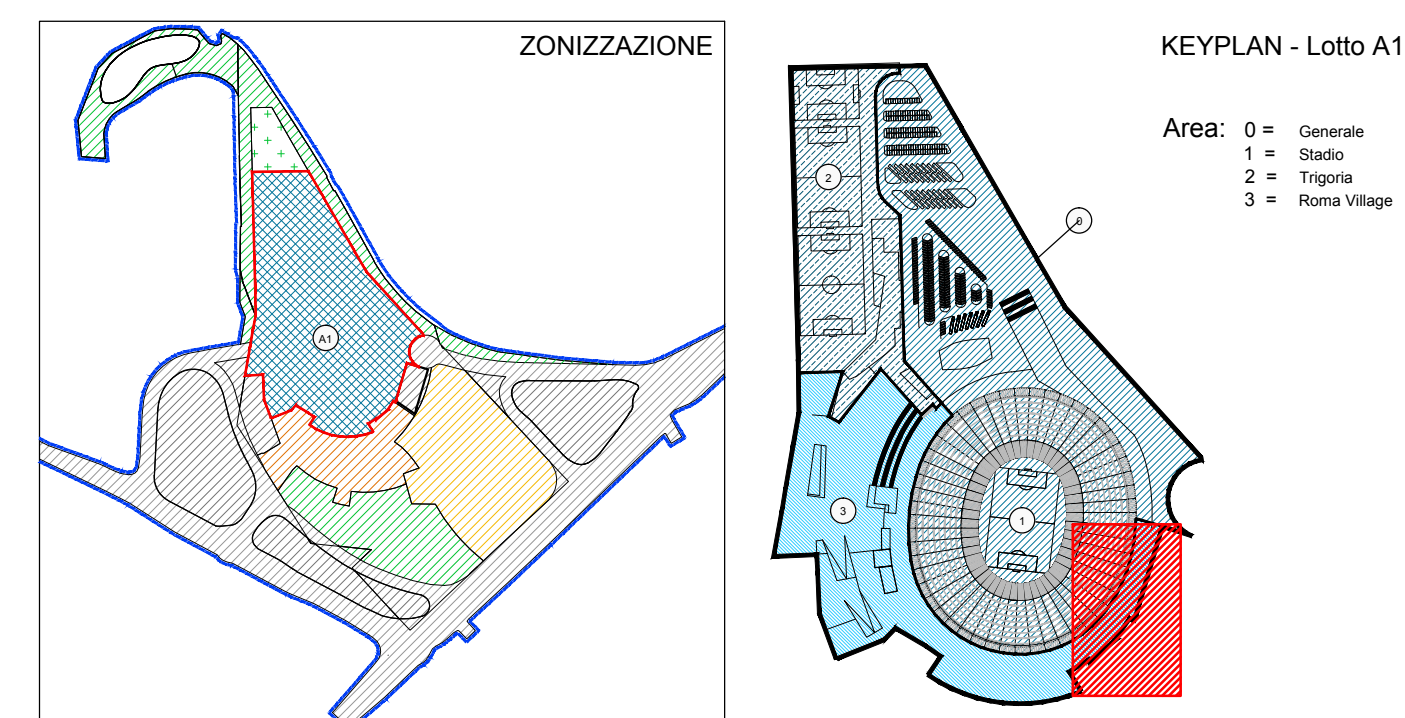 ZONIZZAZIONE
A1
KEYPLAN - Lotto A1
Area: 0 = Generale
1 = Stadio
2 = Trigoria
3 = Roma Village
2
0
3
1